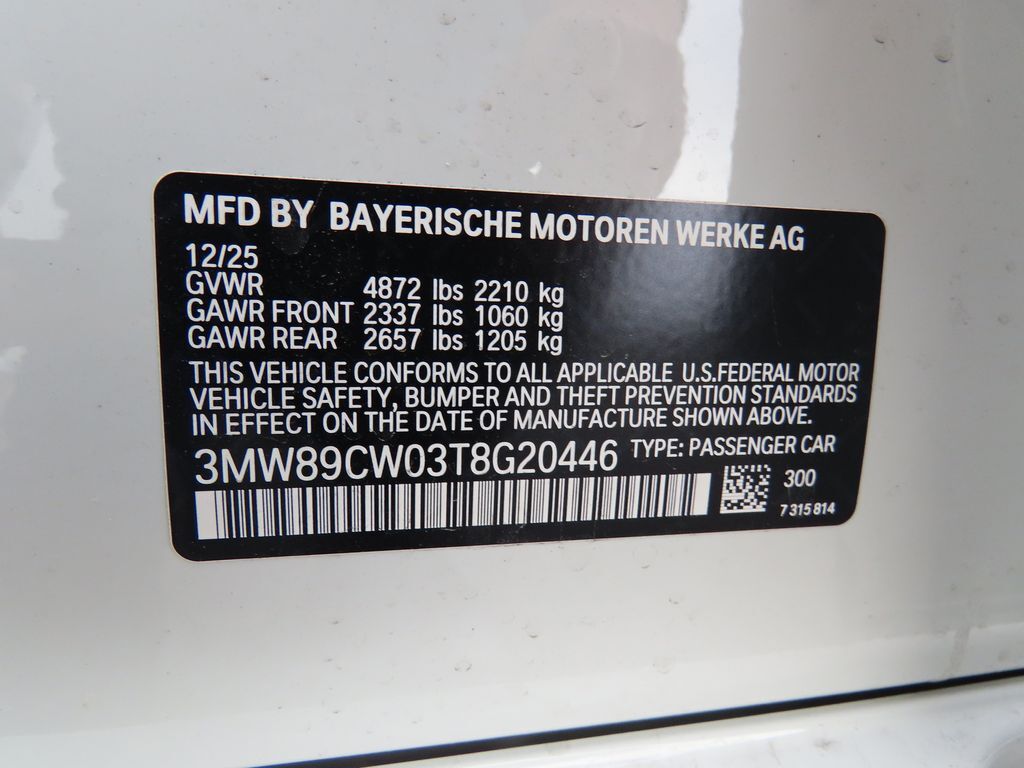 MFD BY BAYERISCHE MOTOREN WERKE AG
12/25
GVWR 4872 lbs 2210 kg
GAWR FRONT 2337 lbs 1060 kg
GAWR REAR 2657 lbs 1205 kg
THIS VEHICLE CONFORMS TO ALL APPLICABLE U.S.FEDERAL MOTOR
VEHICLE SAFETY, BUMPER AND THEFT PREVENTION STANDARDS
IN EFFECT ON THE DATE OF MANUFACTURE SHOWN ABOVE.
3MW89CW03T8G20446 TYPE: PASSENGER CAR
300
7 315 814